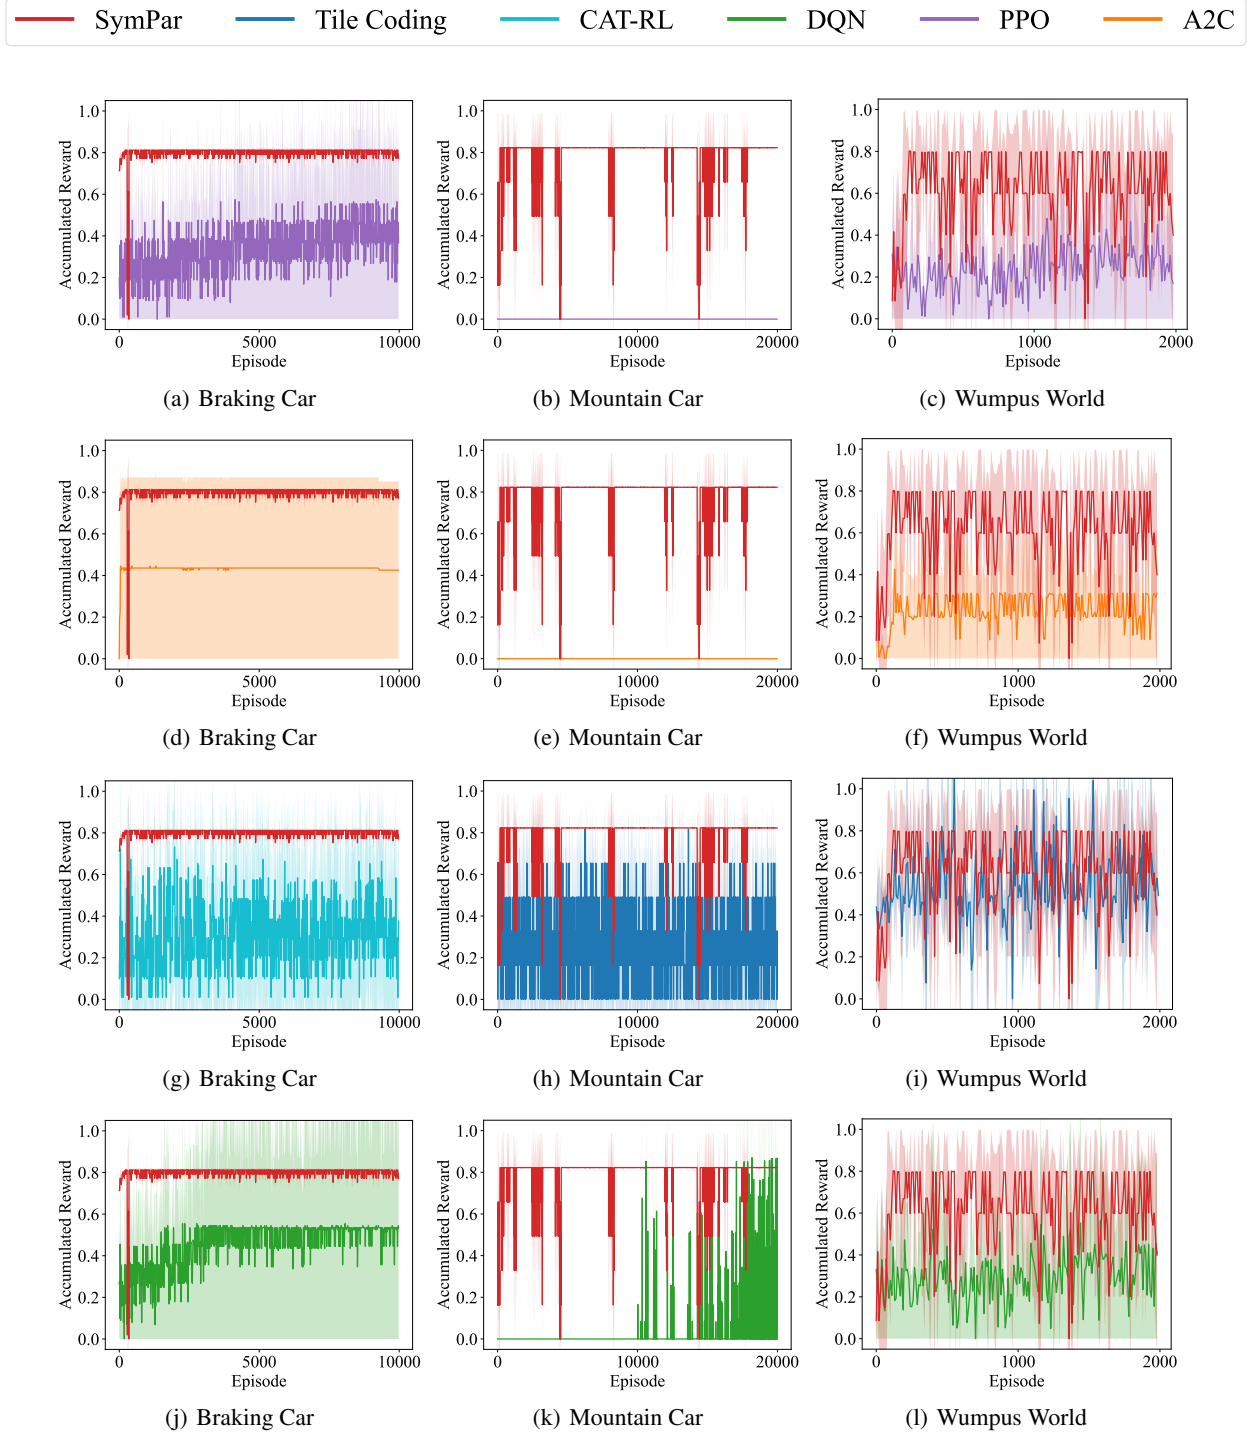 SymPar Tile Coding CAT-RL DQN PPO A2C
Accumulated Reward
1.0
0.8
0.6
0.4
0.2
0.0
0 5000 10000
Episode
(a) Braking Car
Accumulated Reward
1.0
0.8
0.6
0.4
0.2
0.0
0 10000 20000
Episode
(b) Mountain Car
Accumulated Reward
1.0
0.8
0.6
0.4
0.2
0.0
0 1000 2000
Episode
(c) Wumpus World
Accumulated Reward
1.0
0.8
0.6
0.4
0.2
0.0
0 5000 10000
Episode
(d) Braking Car
Accumulated Reward
1.0
0.8
0.6
0.4
0.2
0.0
0 10000 20000
Episode
(e) Mountain Car
Accumulated Reward
1.0
0.8
0.6
0.4
0.2
0.0
0 1000 2000
Episode
(f) Wumpus World
Accumulated Reward
1.0
0.8
0.6
0.4
0.2
0.0
0 5000 10000
Episode
(g) Braking Car
Accumulated Reward
1.0
0.8
0.6
0.4
0.2
0.0
0 10000 20000
Episode
(h) Mountain Car
Accumulated Reward
1.0
0.8
0.6
0.4
0.2
0.0
0 1000 2000
Episode
(i) Wumpus World
Accumulated Reward
1.0
0.8
0.6
0.4
0.2
0.0
0 5000 10000
Episode
(j) Braking Car
Accumulated Reward
1.0
0.8
0.6
0.4
0.2
0.0
0 10000 20000
Episode
(k) Mountain Car
Accumulated Reward
1.0
0.8
0.6
0.4
0.2
0.0
0 1000 2000
Episode
(l) Wumpus World